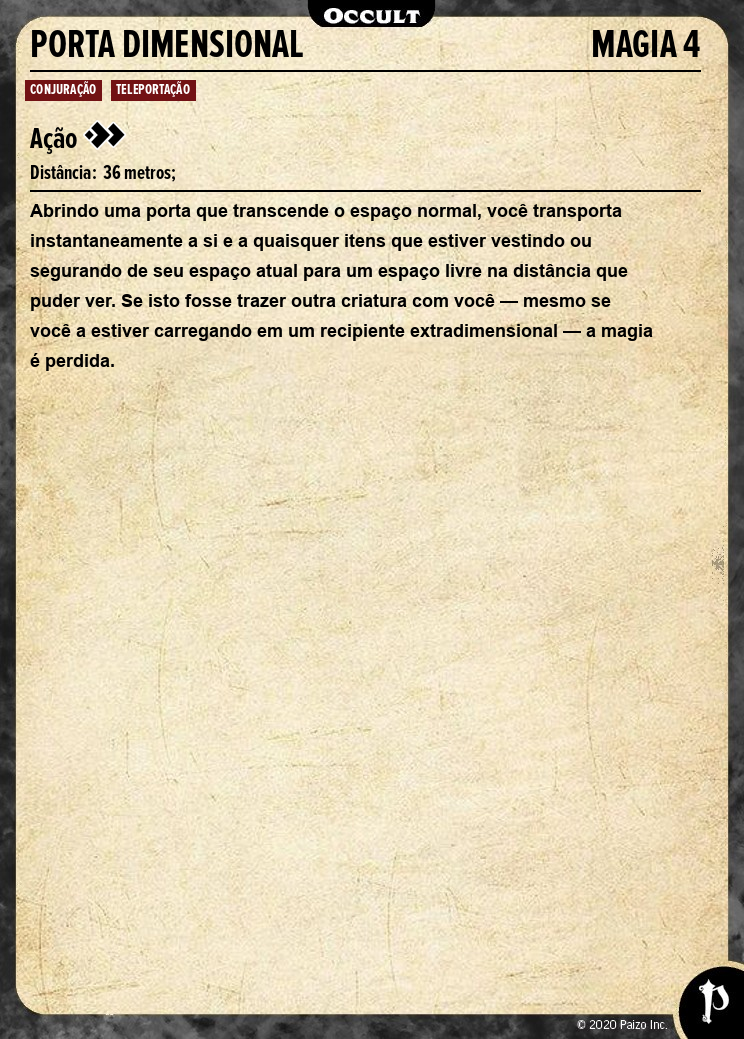 OCCULT
PORTA DIMENSIONAL MAGIA 4
CONJURAÇÃO TELEPORTAÇÃO
Ação
Distância: 36 metros;
Abrindo uma porta que transcende o espaço normal, você transporta
instantaneamente a si e a quaisquer itens que estiver vestindo ou
segurando de seu espaço atual para um espaço livre na distância que
puder ver. Se isto fosse trazer outra criatura com você — mesmo se
você a estiver carregando em um recipiente extradimensional — a magia
é perdida.
© 2020 Paizo Inc.
P